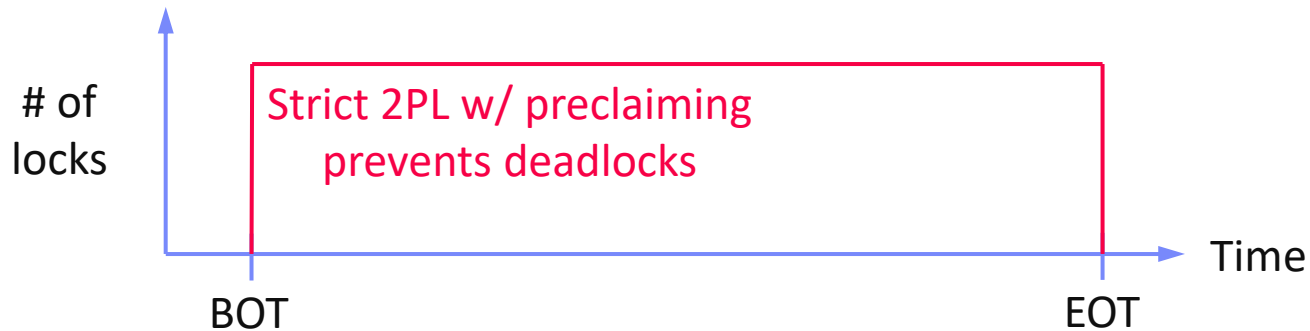 # of
locks
Strict 2PL w/ preclaiming
prevents deadlocks
Time
BOT
EOT